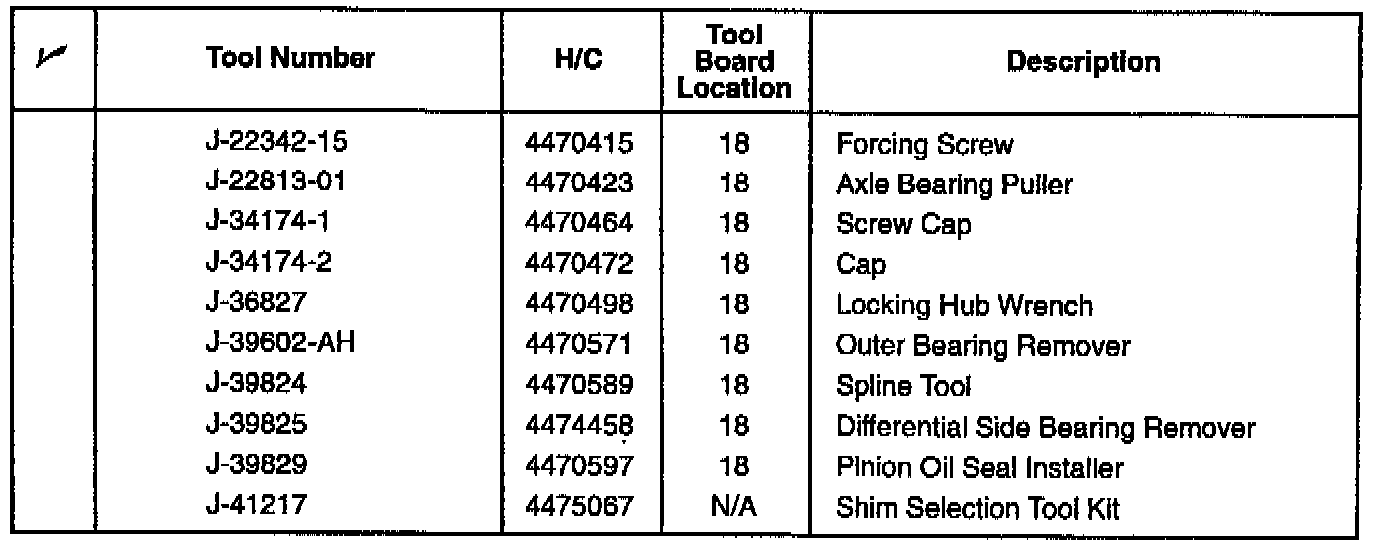 ✓ Tool Number H/C Tool Board Location Description
J-22342-15 4470415 18 Forcing Screw
J-22813-01 4470423 18 Axle Bearing Puller
J-34174-1 4470464 18 Screw Cap
J-34174-2 4470472 18 Cap
J-36827 4470498 18 Locking Hub Wrench
J-39602-AH 4470571 18 Outer Bearing Remover
J-39824 4470589 18 Spline Tool
J-39825 4474458 18 Differential Side Bearing Remover
J-39829 4470597 18 Pinion Oil Seal Installer
J-41217 4475067 N/A Shim Selection Tool Kit